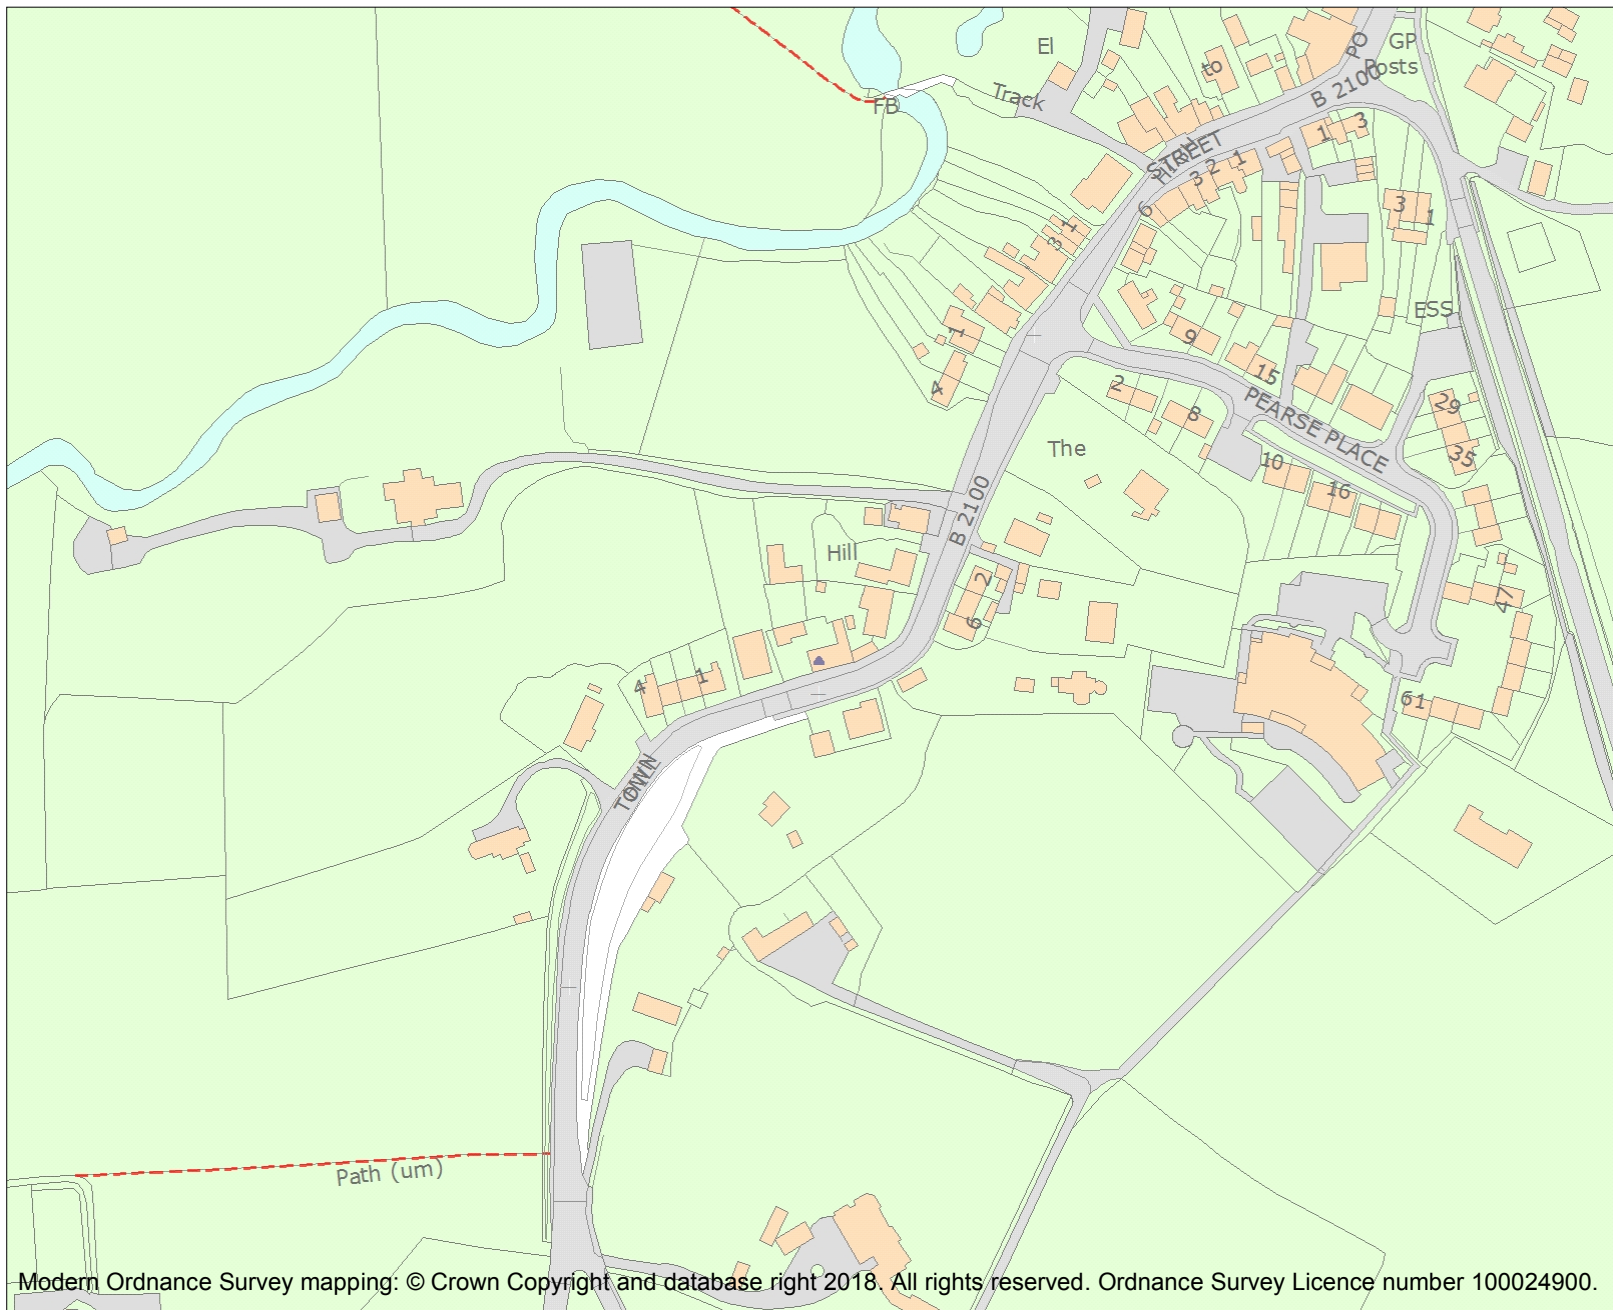 El
to
PO
GP
Posts
B 2100
FB
Track
1
3
STREET
HIGH
3 2 1
6
3
1
3 1
ESS
1
4
9
15
2
8
PEARSE PLACE
29
35
The
10
16
B 2100
Hill
2
6
47
4
1
61
TOWN
HILL
Path (um)
Modern Ordnance Survey mapping: © Crown Copyright and database right 2018. All rights reserved. Ordnance Survey Licence number 100024900.